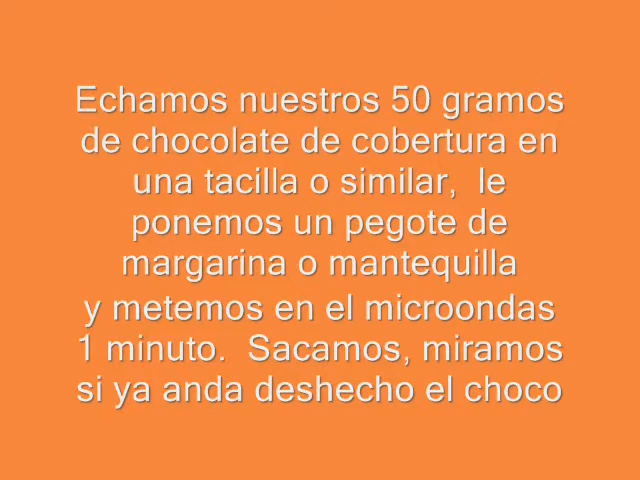 Echamos nuestros 50 gramos
de chocolate de cobertura en
una tacilla o similar,  le
ponemos un pegote de
margarina o mantequilla
y metemos en el microondas
1 minuto.  Sacamos, miramos
si ya anda deshecho el choco